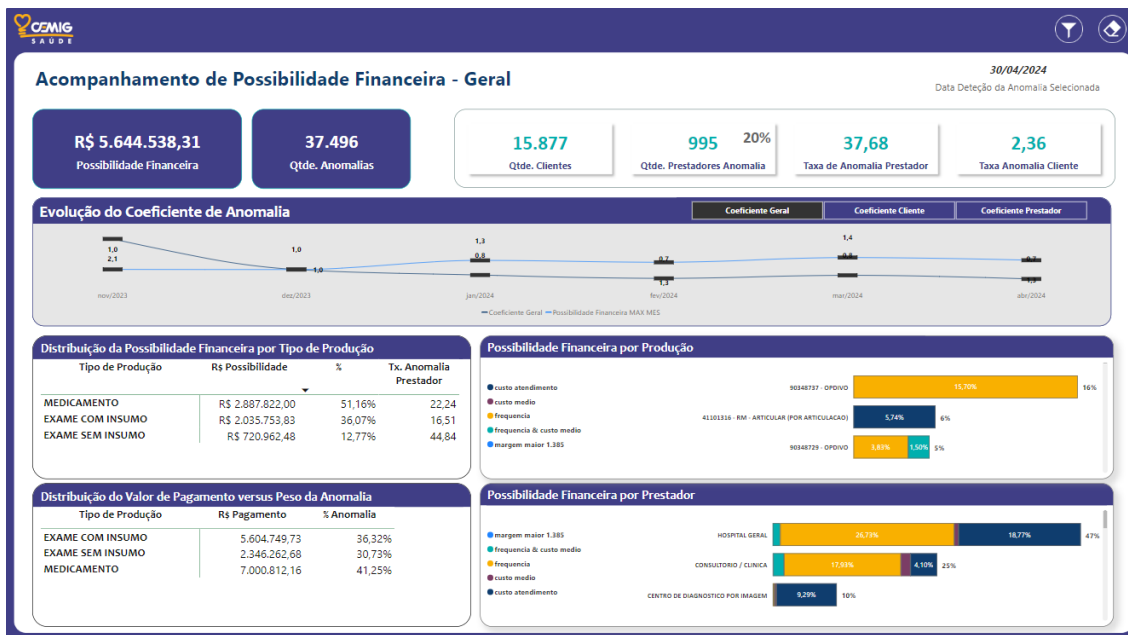 CEMIG
SAÚDE
Acompanhamento de Possibilidade Financeira - Geral
30/04/2024
Data Deteção da Anomalia Selecionada
R$ 5.644.538,31
Possibilidade Financeira
37.496
Qtde. Anomalias
15.877
Qtde. Clientes
995 20%
Qtde. Prestadores Anomalia
37,68
Taxa de Anomalia Prestador
2,36
Taxa Anomalia Cliente
Evolução do Coeficiente de Anomalia
Coeficiente Geral Coeficiente Cliente Coeficiente Prestador
1,0
2,1
1,0
1,0
1,3
0,8
0,7
1,3
1,4
0,8
0,7
nov/2023 dez/2023 jan/2024 fev/2024 mar/2024 abr/2024
Coeficiente Geral Possibilidade Financeira MAX MES
Distribuição da Possibilidade Financeira por Tipo de Produção
Tipo de Produção R$ Possibilidade % Tx. Anomalia
Prestador
MEDICAMENTO R$ 2.887.822,00 51,16% 22,24
EXAME COM INSUMO R$ 2.035.753,83 36,07% 16,51
EXAME SEM INSUMO R$ 720.962,48 12,77% 44,84
Possibilidade Financeira por Produção
custo atendimento
custo medio
frequencia
frequencia & custo medio
margem maior 1.385
90348737 - OPDIVO 15,70% 16%
41101316 - RM - ARTICULAR (POR ARTICULACAO) 5,74% 6%
90348729 - OPDIVO 3,83% 1,50% 5%
Distribuição do Valor de Pagamento versus Peso da Anomalia
Tipo de Produção R$ Pagamento % Anomalia
EXAME COM INSUMO 5.604.749,73 36,32%
EXAME SEM INSUMO 2.346.262,68 30,73%
MEDICAMENTO 7.000.812,16 41,25%
Possibilidade Financeira por Prestador
margem maior 1.385
frequencia & custo medio
frequencia
custo medio
custo atendimento
HOSPITAL GERAL 26,73% 18,77% 47%
CONSULTORIO / CLINICA 17,93% 4,10% 25%
CENTRO DE DIAGNOSTICO POR IMAGEM 9,29% 10%